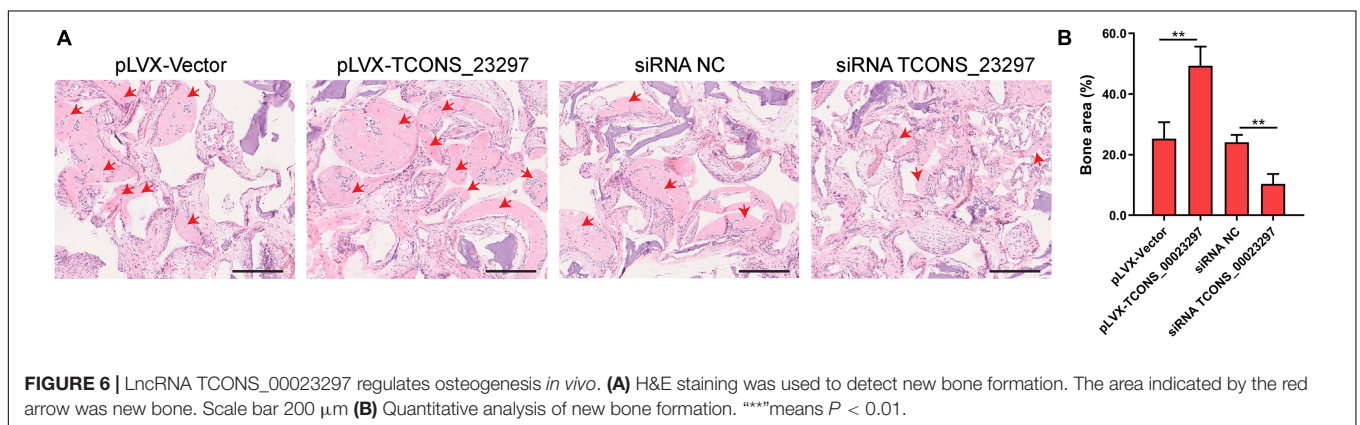 A
pLVX-Vector
pLVX-TCONS_23297
siRNA NC
siRNA TCONS_23297
B
**
**
Bone area (%)
60.0
40.0
20.0
0.0
pLVX-Vector
pLVX-TCONS_00023297
siRNA NC
siRNA TCONS_00023297
FIGURE 6 | LncRNA TCONS_00023297 regulates osteogenesis in vivo. (A) H&E staining was used to detect new bone formation. The area indicated by the red
arrow was new bone. Scale bar 200 μm (B) Quantitative analysis of new bone formation. “**”means P < 0.01.